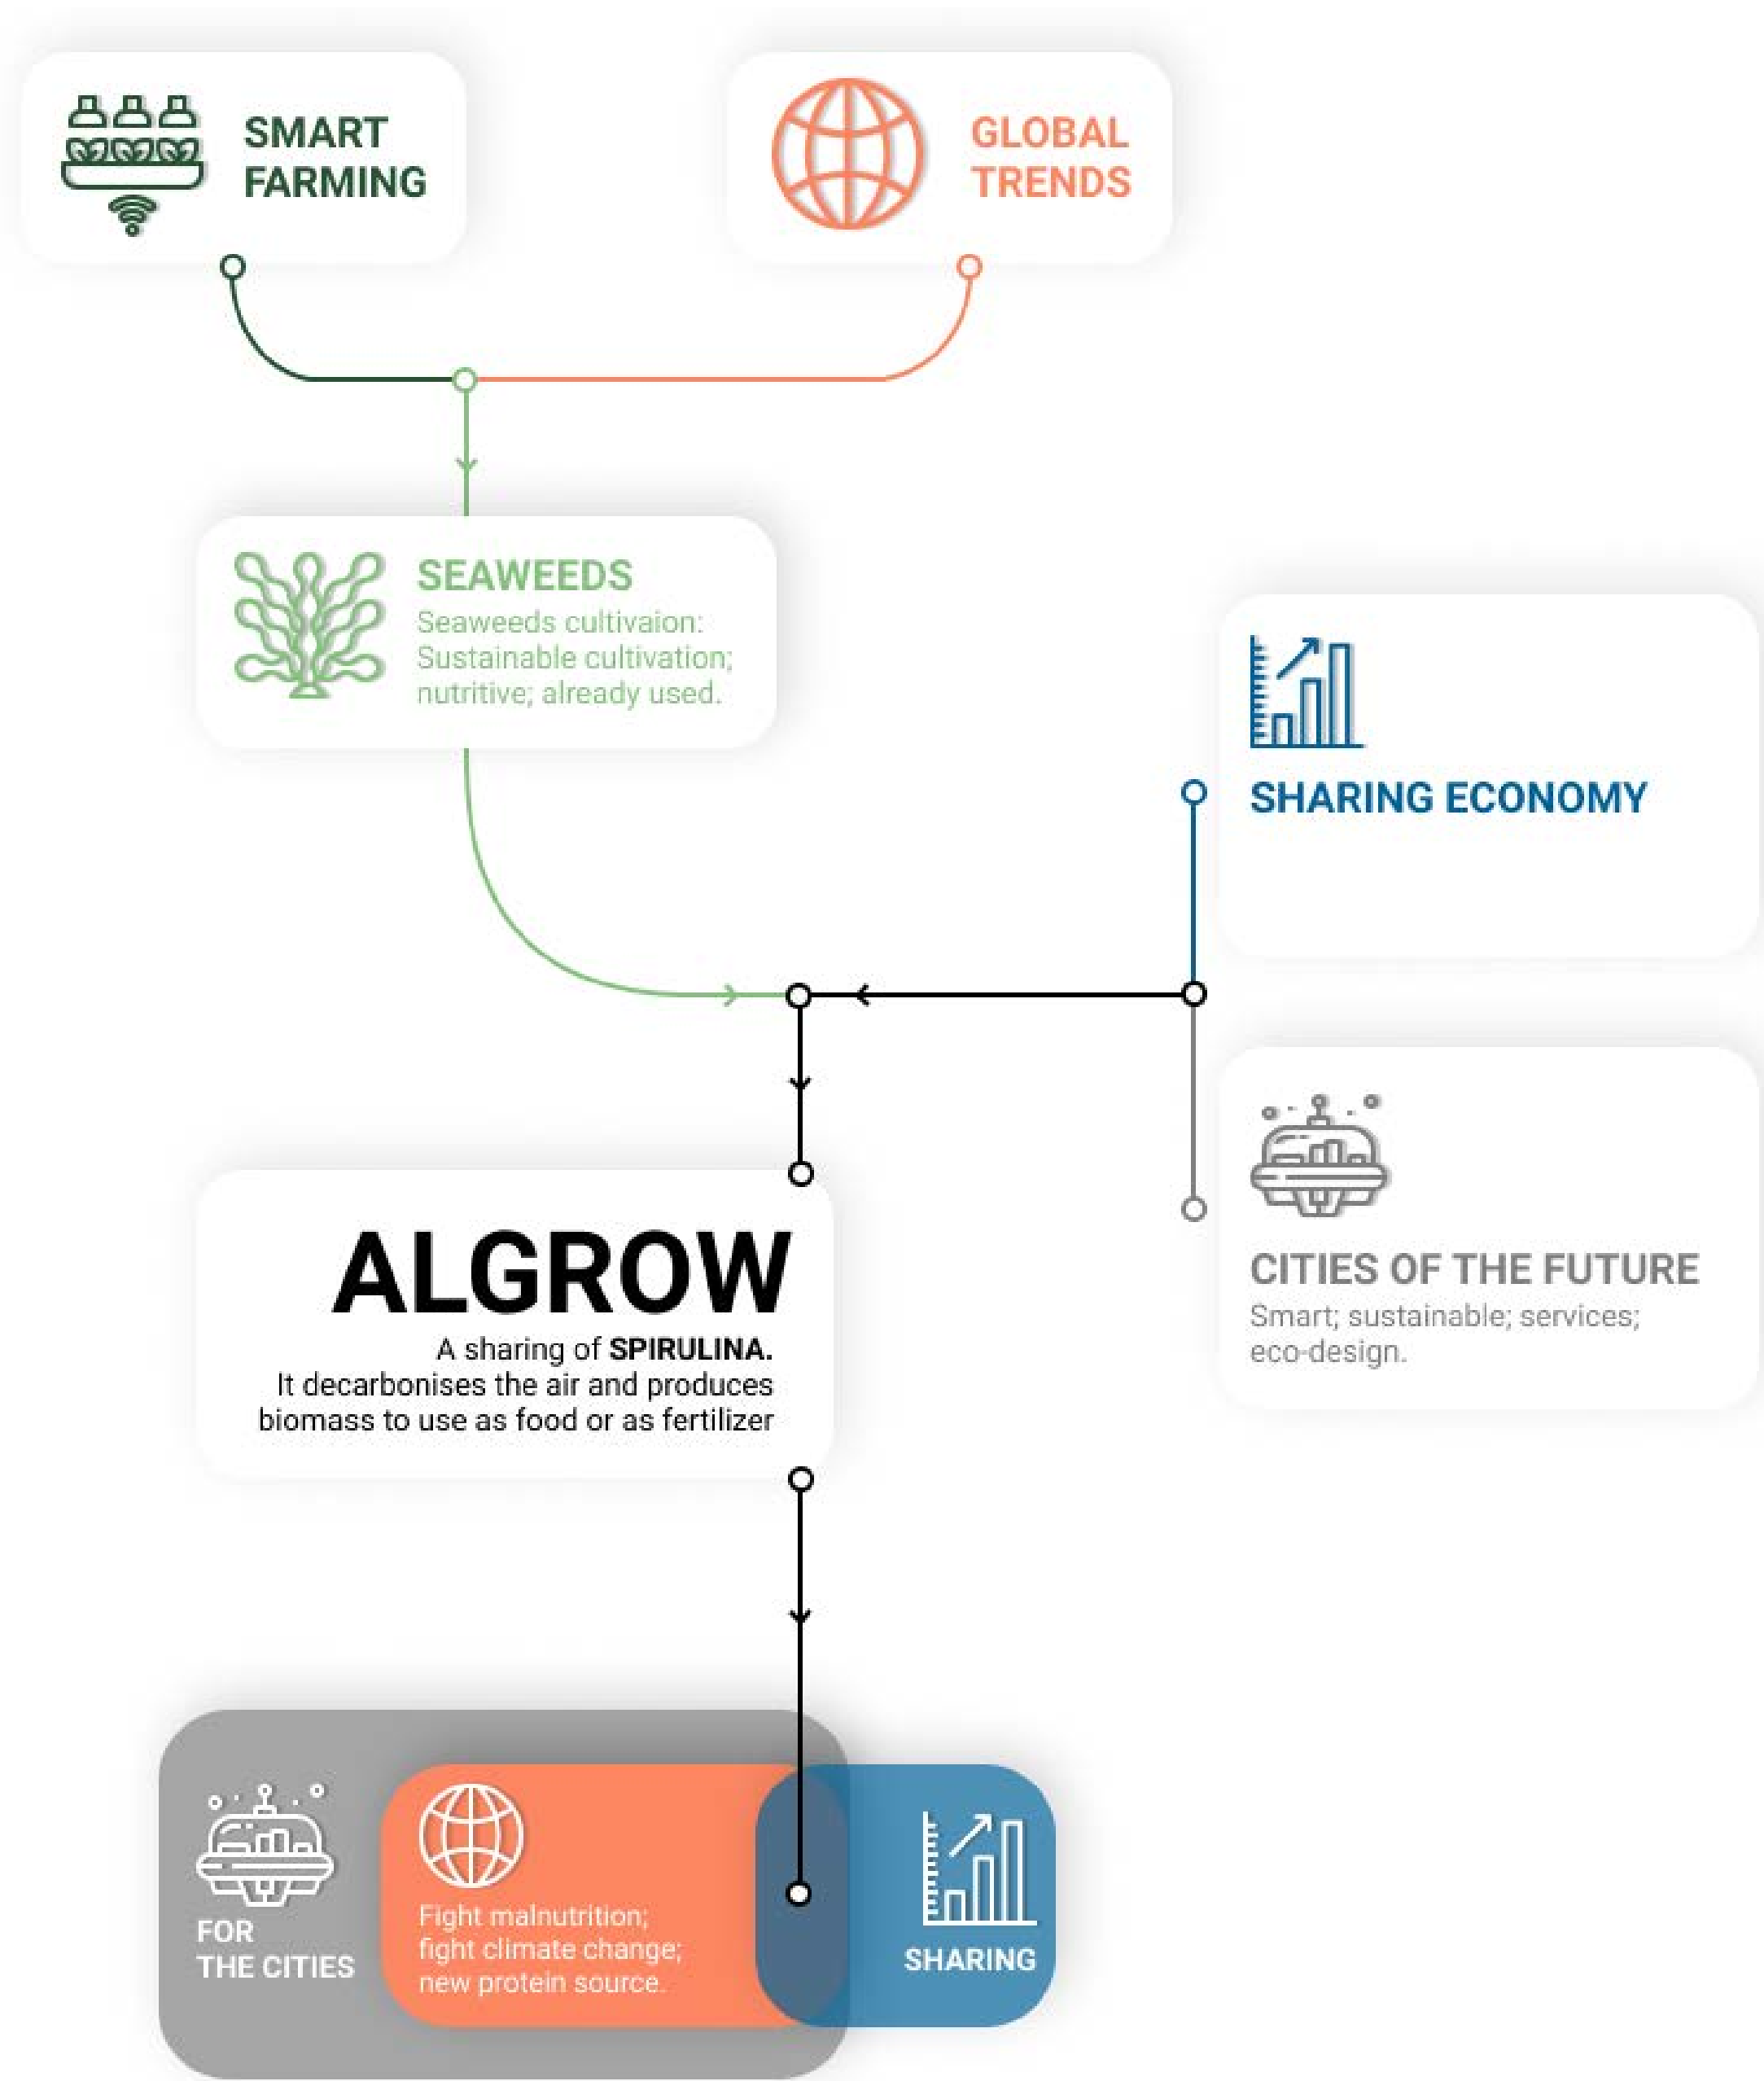 SMART
FARMING
GLOBAL
TRENDS
SEAWEEDS
Seaweeds cultivaion:
Sustainable cultivation;
nutritive; already used.
SHARING ECONOMY
CITIES OF THE FUTURE
Smart; sustainable; services;
eco-design.
ALGROW
A sharing of SPIRULINA.
It decarbonises the air and produces
biomass to use as food or as fertilizer
FOR
THE CITIES
Fight malnutrition;
fight climate change;
new protein source.
SHARING